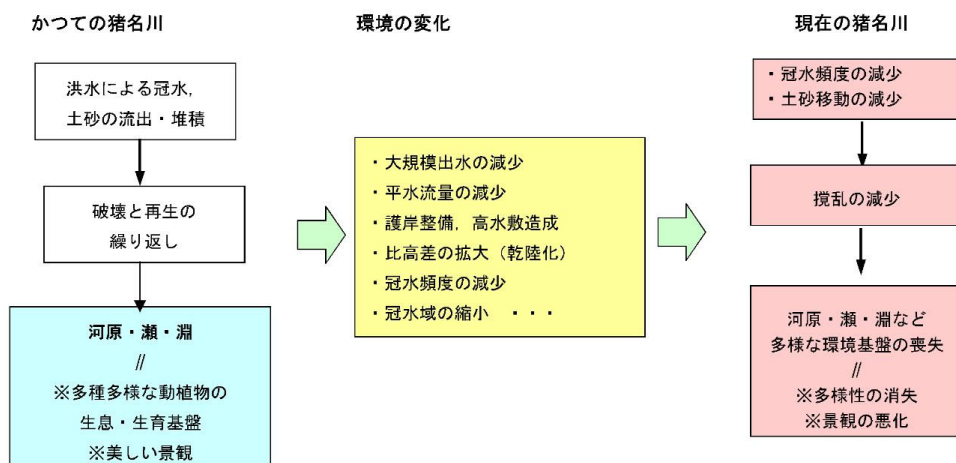 かつての猪名川
洪水による冠水，
土砂の流出・堆積
破壊と再生の
繰り返し
河原・瀬・淵
//
※多種多様な動植物の
生息・生育基盤
※美しい景観
環境の変化
・大規模出水の減少
・平水流量の減少
・護岸整備，高水敷造成
・比高差の拡大（乾陸化）
・冠水頻度の減少
・冠水域の縮小　・・・
現在の猪名川
・冠水頻度の減少
・土砂移動の減少
撹乱の減少
河原・瀬・淵など
多様な環境基盤の喪失
//
※多様性の消失
※景観の悪化